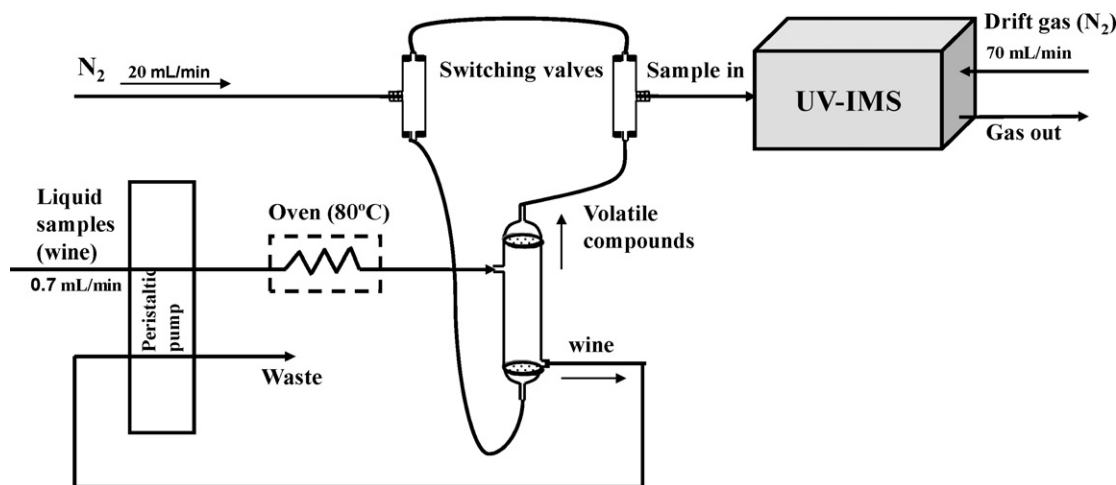 Drift gas (N₂)
70 mL/min
Gas out
UV-IMS
Sample in
Switching valves
N₂
20 mL/min
Liquid
samples
(wine)
0.7 mL/min
Peristaltic
pump
Oven (80ºC)
Volatile
compounds
wine
Waste